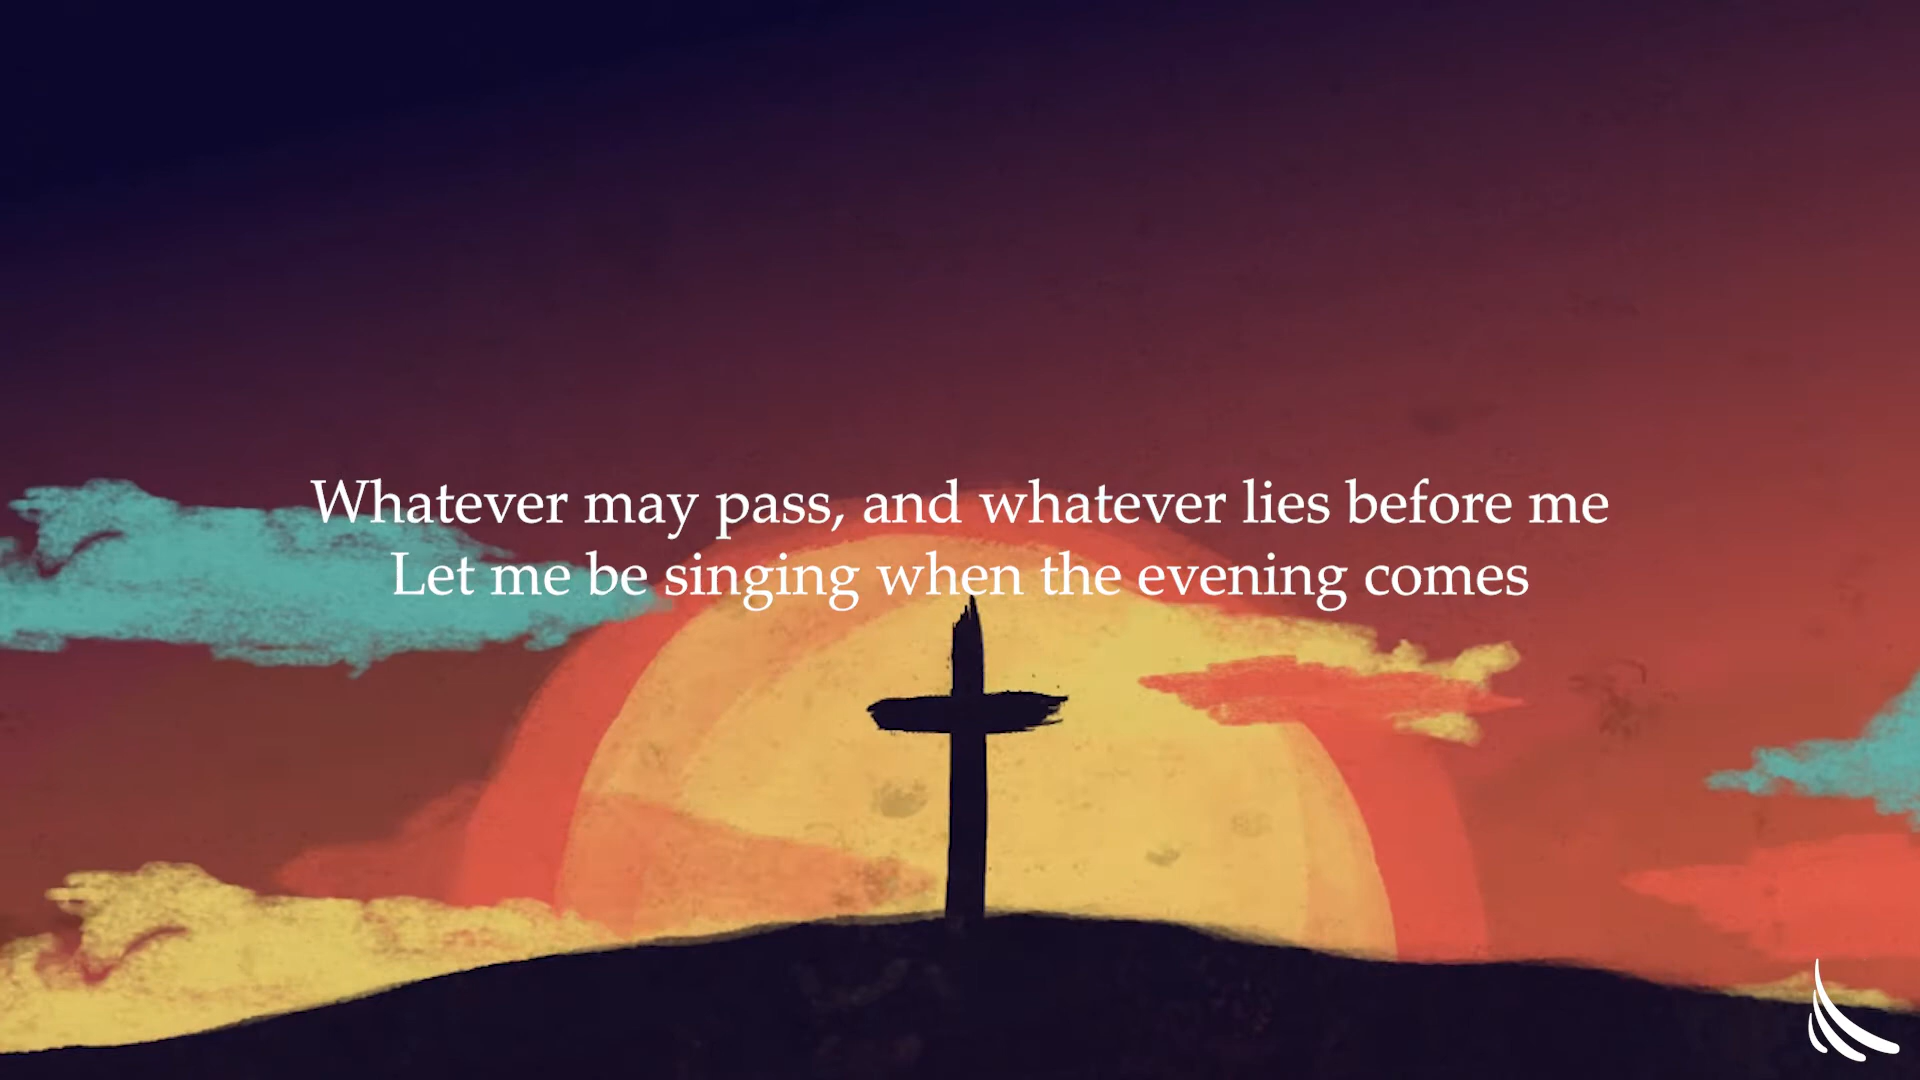 Whatever may pass, and whatever lies before me
Let me be singing when the evening comes